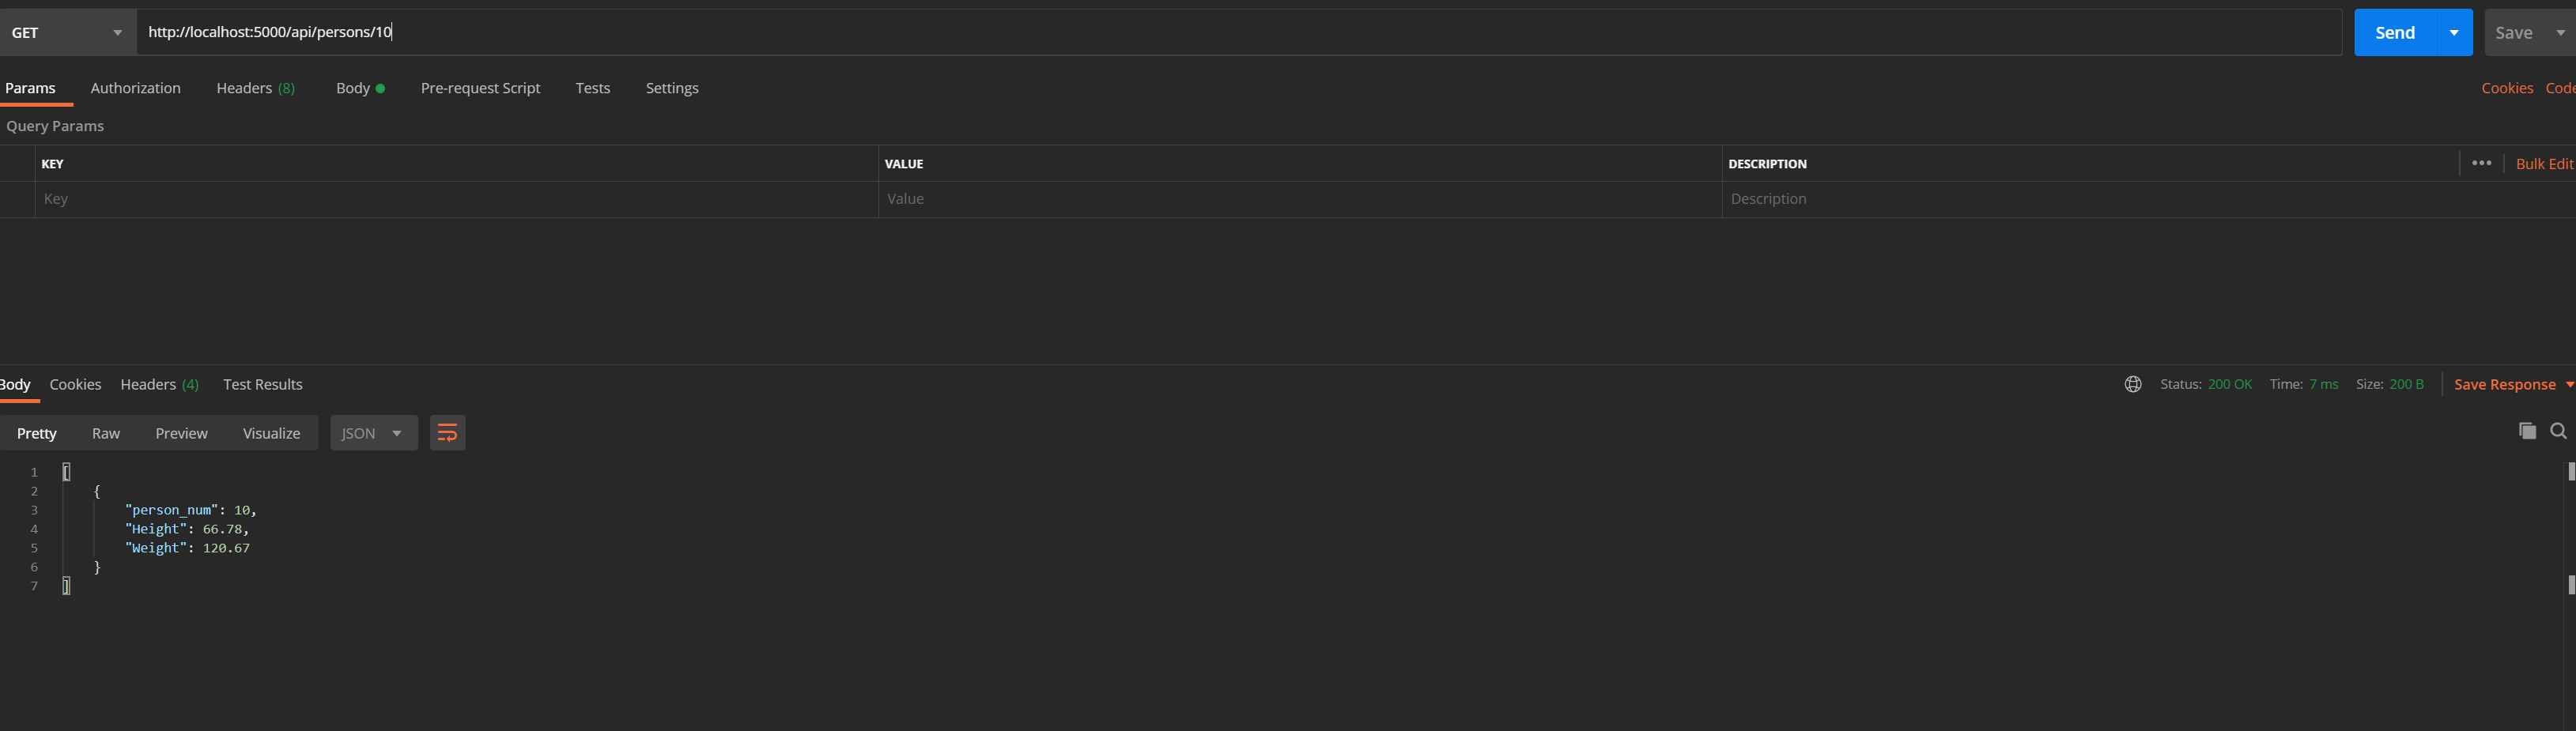 GET http://localhost:5000/api/persons/10 Send Save
Params Authorization Headers (8) Body Pre-request Script Tests Settings Cookies Code
Query Params
KEY VALUE DESCRIPTION ••• Bulk Edit
Key Value Description
Body Cookies Headers (4) Test Results Status: 200 OK Time: 7 ms Size: 200 B Save Response
Pretty Raw Preview Visualize JSON
1 [
2 {
3 "person_num": 10,
4 "Height": 66.78,
5 "Weight": 120.67
6 }
7 ]